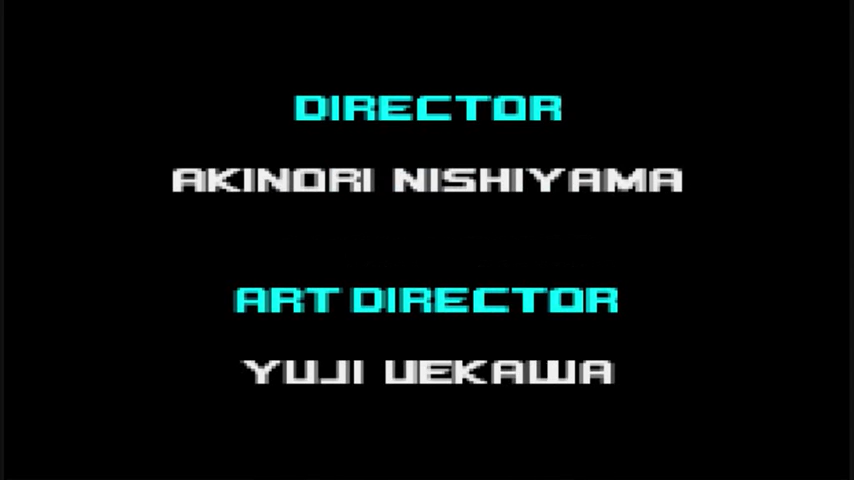 DIRECTOR
AKINORI NISHIYAMA
ART DIRECTOR
YUJI UEKAWA